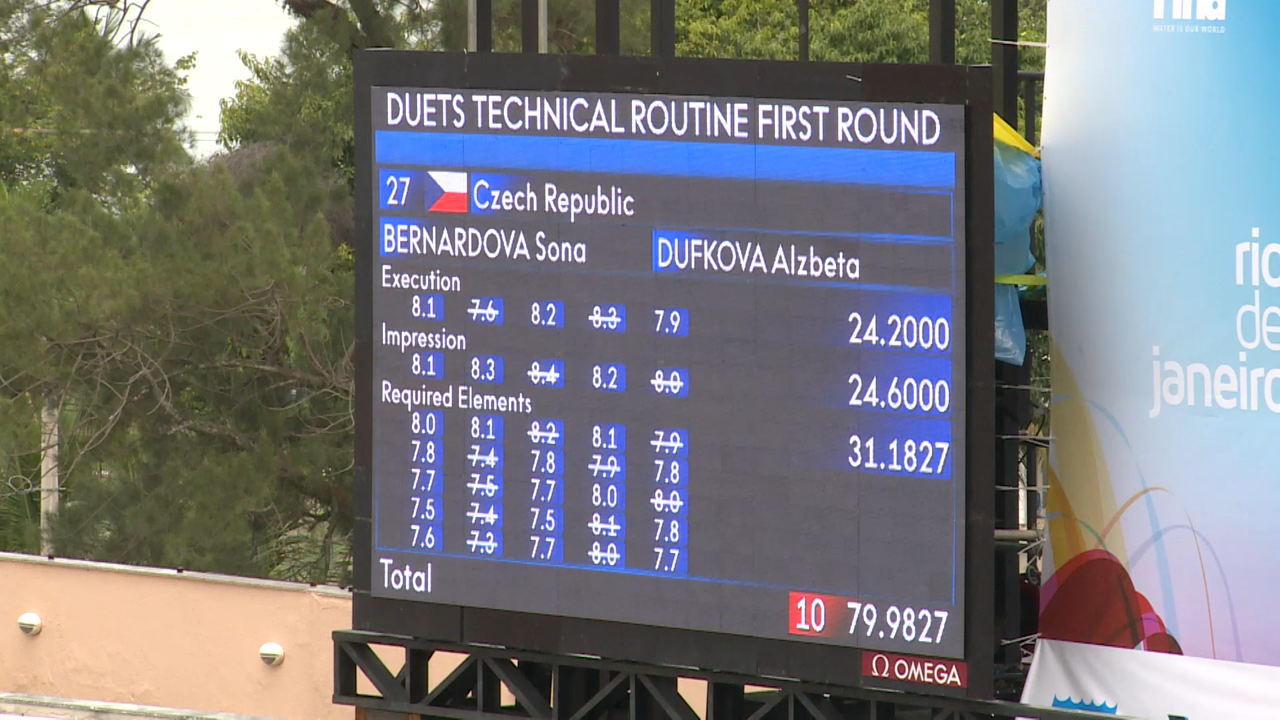 DUETS TECHNICAL ROUTINE FIRST ROUND
27 Czech Republic
BERNARDOVA Sona DUFKOVA Alzbeta
Execution
8.1 7.6 8.2 8.3 7.9 24.2000
Impression
8.1 8.3 8.4 8.2 8.0 24.6000
Required Elements
8.0 8.1 8.2 8.1 7.9 31.1827
7.8 7.4 7.8 7.9 7.8
7.7 7.5 7.7 8.0 8.0
7.5 7.4 7.5 8.1 7.8
7.6 7.3 7.7 8.0 7.7
Total 10 79.9827
Ω OMEGA
fina
WATER IS OUR WORLD
rio
de
janeiro